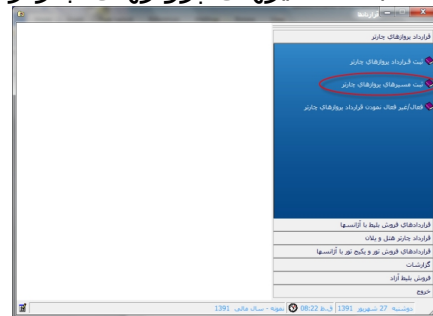 قراردادها
قرارداد پروازهای چارتر
ثبت قرارداد پروازهای چارتر
ثبت مسیرهای پروازهای چارتر
فعال/غیر فعال نمودن قرارداد پروازهای چارتر
قراردادهای فروش بلیط با آژانسها
قرارداد چارتر هتل و پلان
قراردادهای فروش تور و پکیج تور با آژانسها
گزارشات
فروش بلیط آزاد
خروج
دوشنبه 27 شهریور 1391 ق.ظ 08:22 نمونه - سال مالی 1391